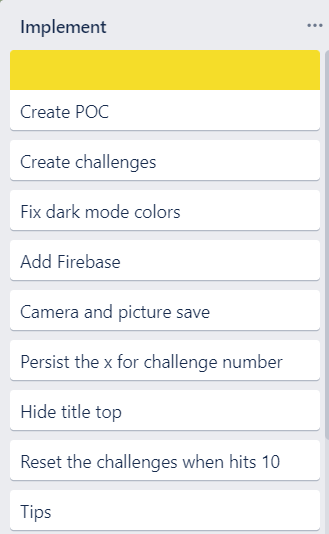 Implement
Create POC
Create challenges
Fix dark mode colors
Add Firebase
Camera and picture save
Persist the x for challenge number
Hide title top
Reset the challenges when hits 10
Tips